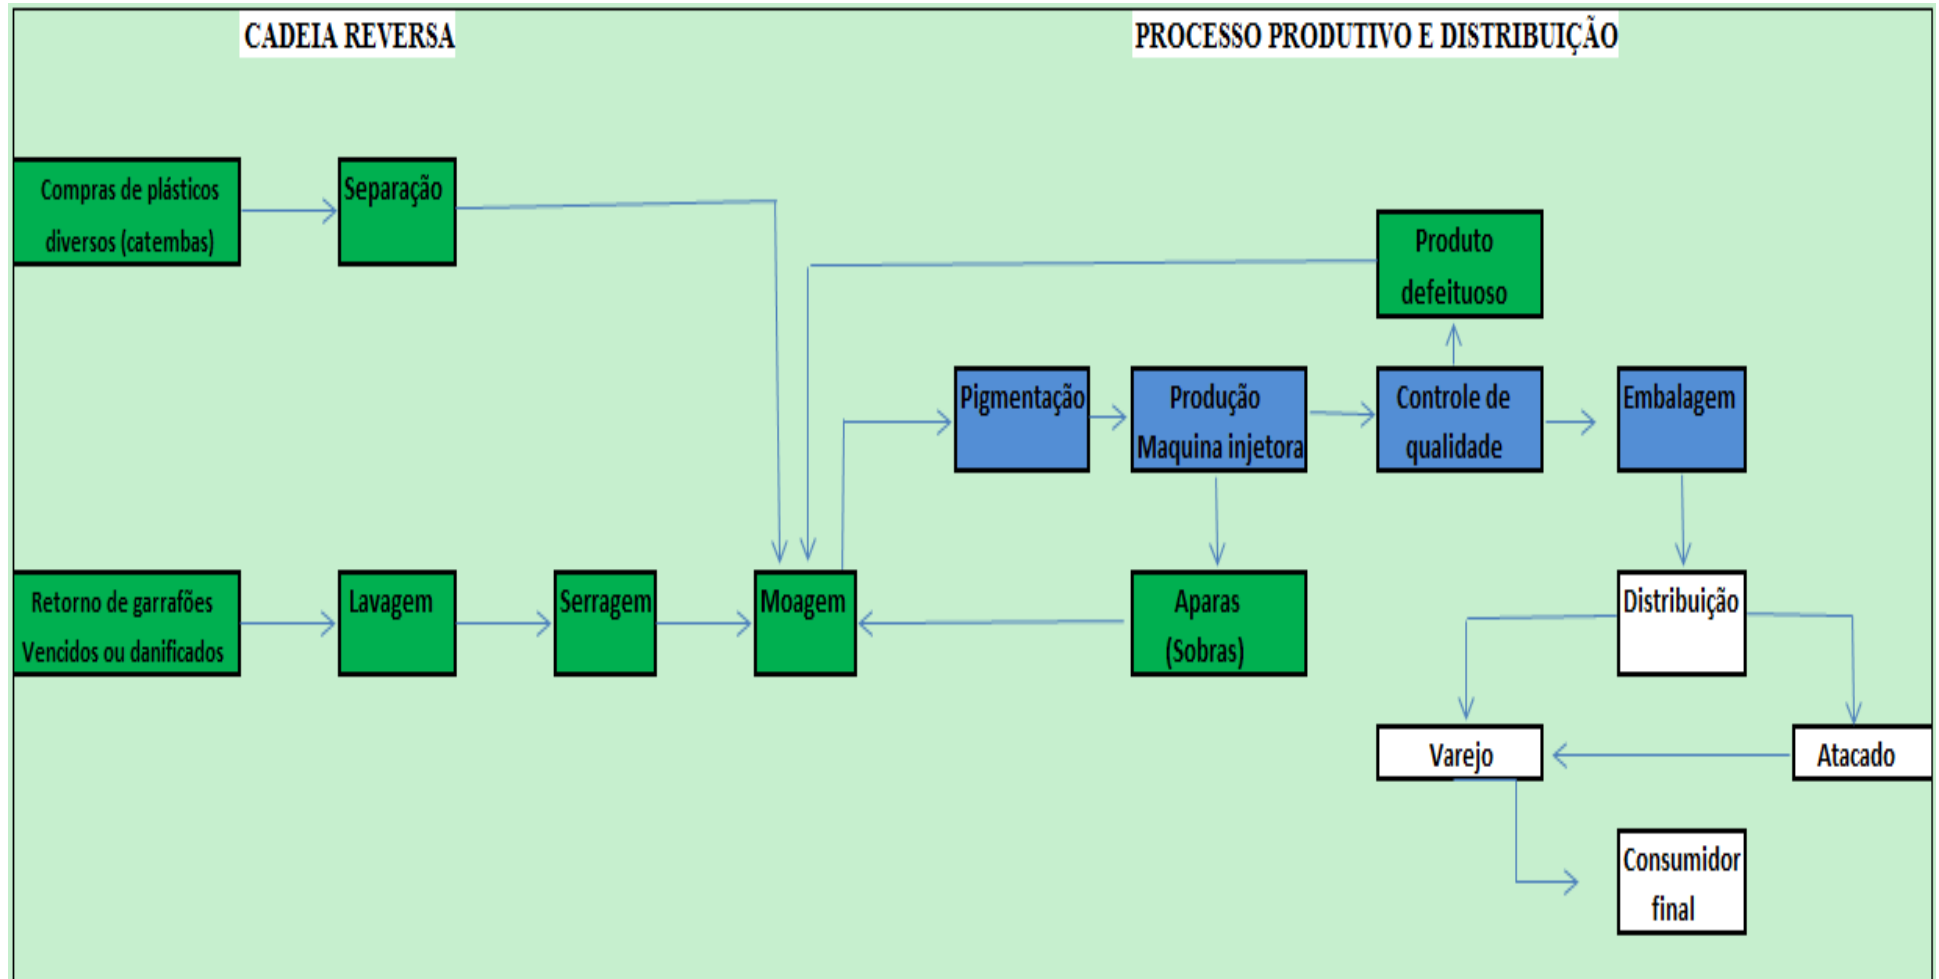 CADEIA REVERSA
PROCESSO PRODUTIVO E DISTRIBUIÇÃO
Compras de plásticos
diversos (catembas)
Separação
Produto
defeituoso
Pigmentação
Produção
Maquina injetora
Controle de
qualidade
Embalagem
Retorno de garrafões
Vencidos ou danificados
Lavagem
Serragem
Moagem
Aparas
(Sobras)
Distribuição
Varejo
Atacado
Consumidor
final